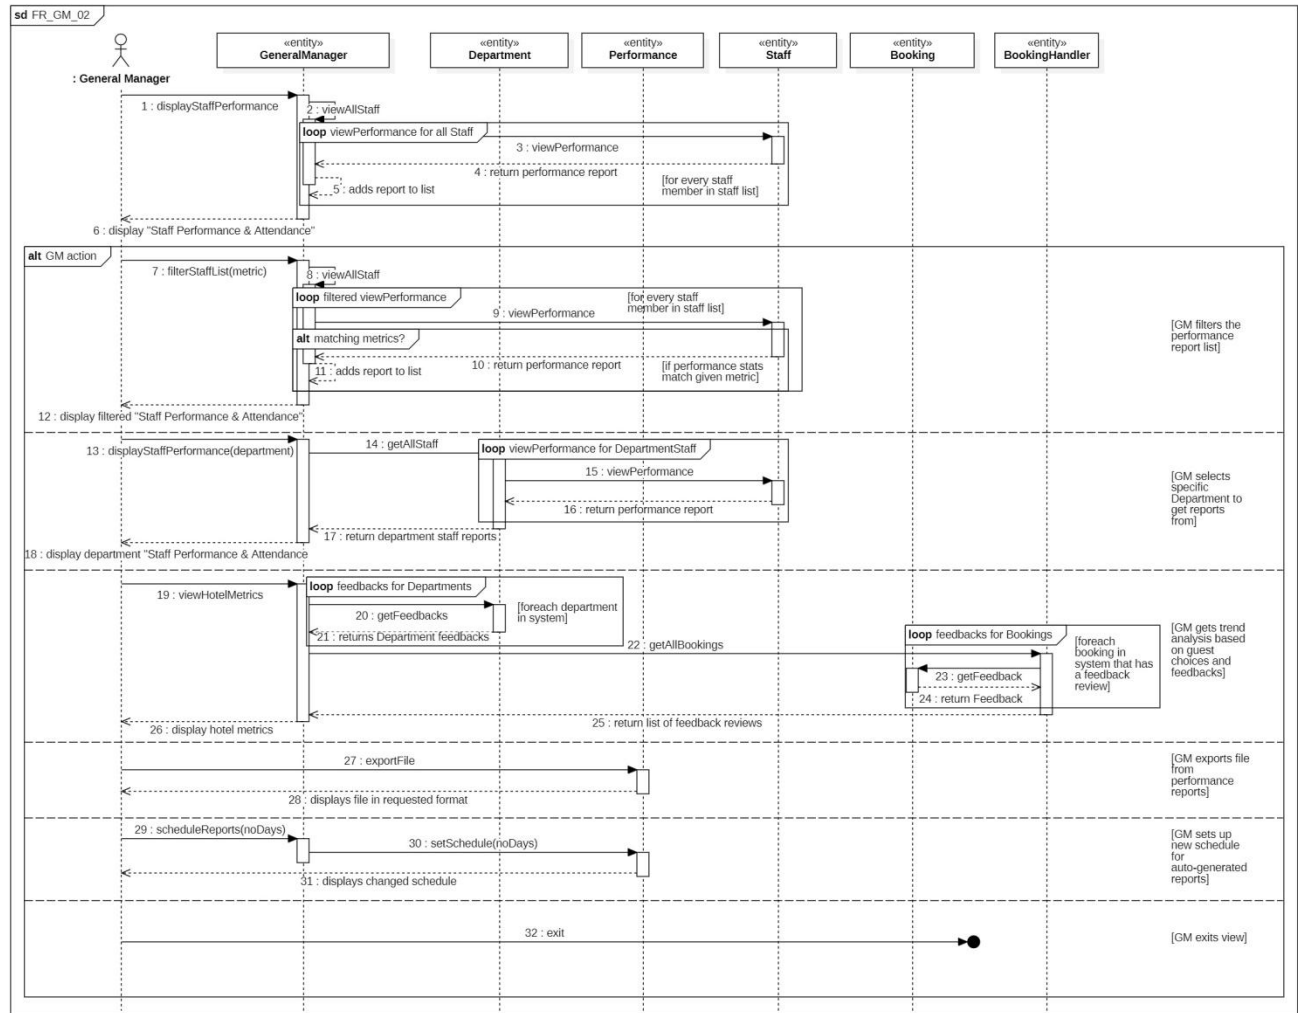 sd FR_GM_02
: General Manager
«entity»
GeneralManager
«entity»
Department
«entity»
Performance
«entity»
Staff
«entity»
Booking
«entity»
BookingHandler
1 : displayStaffPerformance
2 : viewAllStaff
loop viewPerformance for all Staff
3 : viewPerformance
4 : return performance report
5 : adds report to list
[for every staff
member in staff list]
6 : display "Staff Performance & Attendance"
alt GM action
7 : filterStaffList(metric)
8 : viewAllStaff
loop filtered viewPerformance
[for every staff
member in staff list]
9 : viewPerformance
[GM filters the
performance
report list]
alt matching metrics?
10 : return performance report
11 : adds report to list
[if performance stats
match given metric]
12 : display filtered "Staff Performance & Attendance"
13 : displayStaffPerformance(department)
14 : getAllStaff
loop viewPerformance for DepartmentStaff
15 : viewPerformance
16 : return performance report
[GM selects
specific
Department to
get reports
from]
17 : return department staff reports
18 : display department "Staff Performance & Attendance
19 : viewHotelMetrics
loop feedbacks for Departments
20 : getFeedbacks
[foreach department
in system]
21 : returns Department feedbacks
22 : getAllBookings
loop feedbacks for Bookings
[foreach
booking in
system that has
a feedback
review]
23 : getFeedback
24 : return Feedback
[GM gets trend
analysis based
on guest
choices and
feedbacks]
25 : return list of feedback reviews
26 : display hotel metrics
27 : exportFile
28 : displays file in requested format
[GM exports file
from
performance
reports]
29 : scheduleReports(noDays)
30 : setSchedule(noDays)
31 : displays changed schedule
[GM sets up
new schedule
for
auto-generated
reports]
32 : exit
[GM exits view]